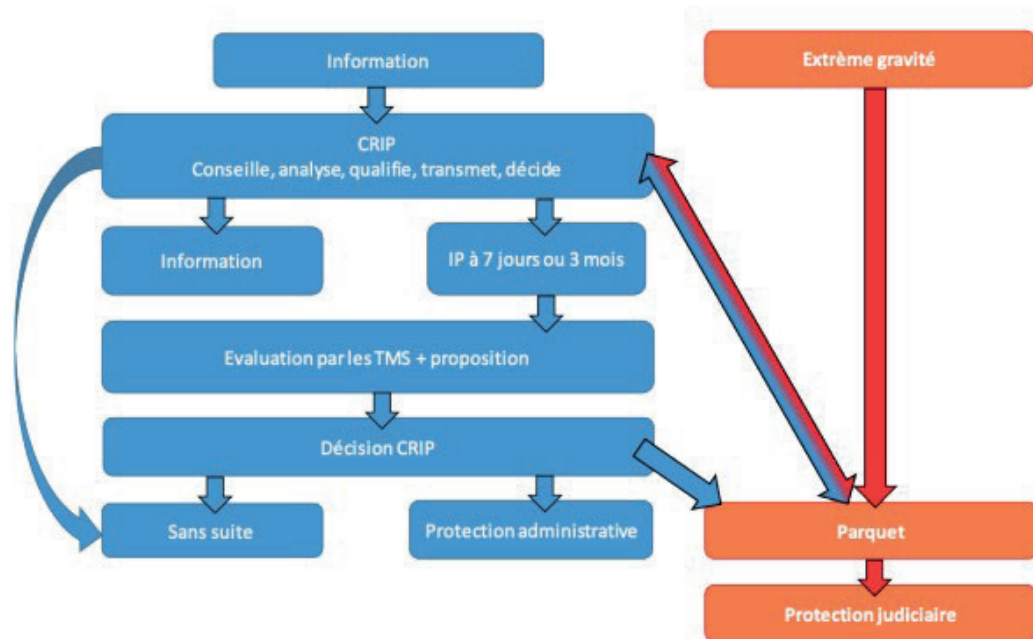 Information
Extrême gravité
CRIP
Conseille, analyse, qualifie, transmet, décide
Information
IP à 7 jours ou 3 mois
Evaluation par les TMS + proposition
Décision CRIP
Sans suite
Protection administrative
Parquet
Protection judiciaire